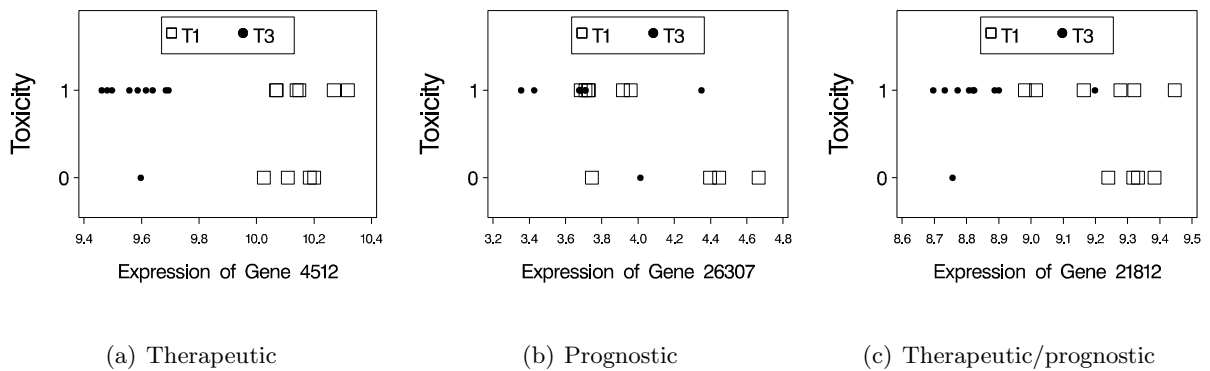 T1 T3
Toxicity
1
0
9.4 9.6 9.8 10.0 10.2 10.4
Expression of Gene 4512
(a) Therapeutic
T1 T3
Toxicity
1
0
3.2 3.4 3.6 3.8 4.0 4.2 4.4 4.6 4.8
Expression of Gene 26307
(b) Prognostic
T1 T3
Toxicity
1
0
8.6 8.7 8.8 8.9 9.0 9.1 9.2 9.3 9.4 9.5
Expression of Gene 21812
(c) Therapeutic/prognostic